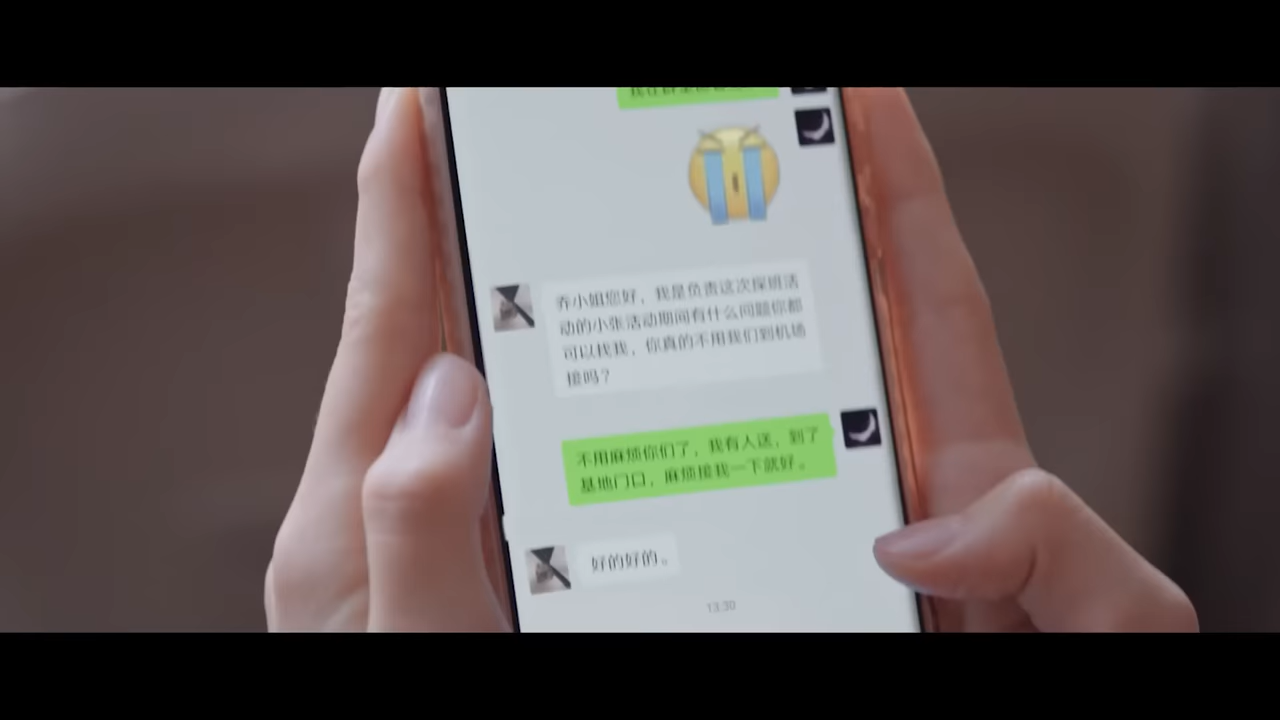 乔小姐您好，我是负责这次探班活
动的小张活动期间有什么问题你都
可以找我，你真的不用我们到机场
接吗？
不用麻烦你们了，我有人送，到了
基地门口，麻烦接我一下就好。
好的好的。
13:30